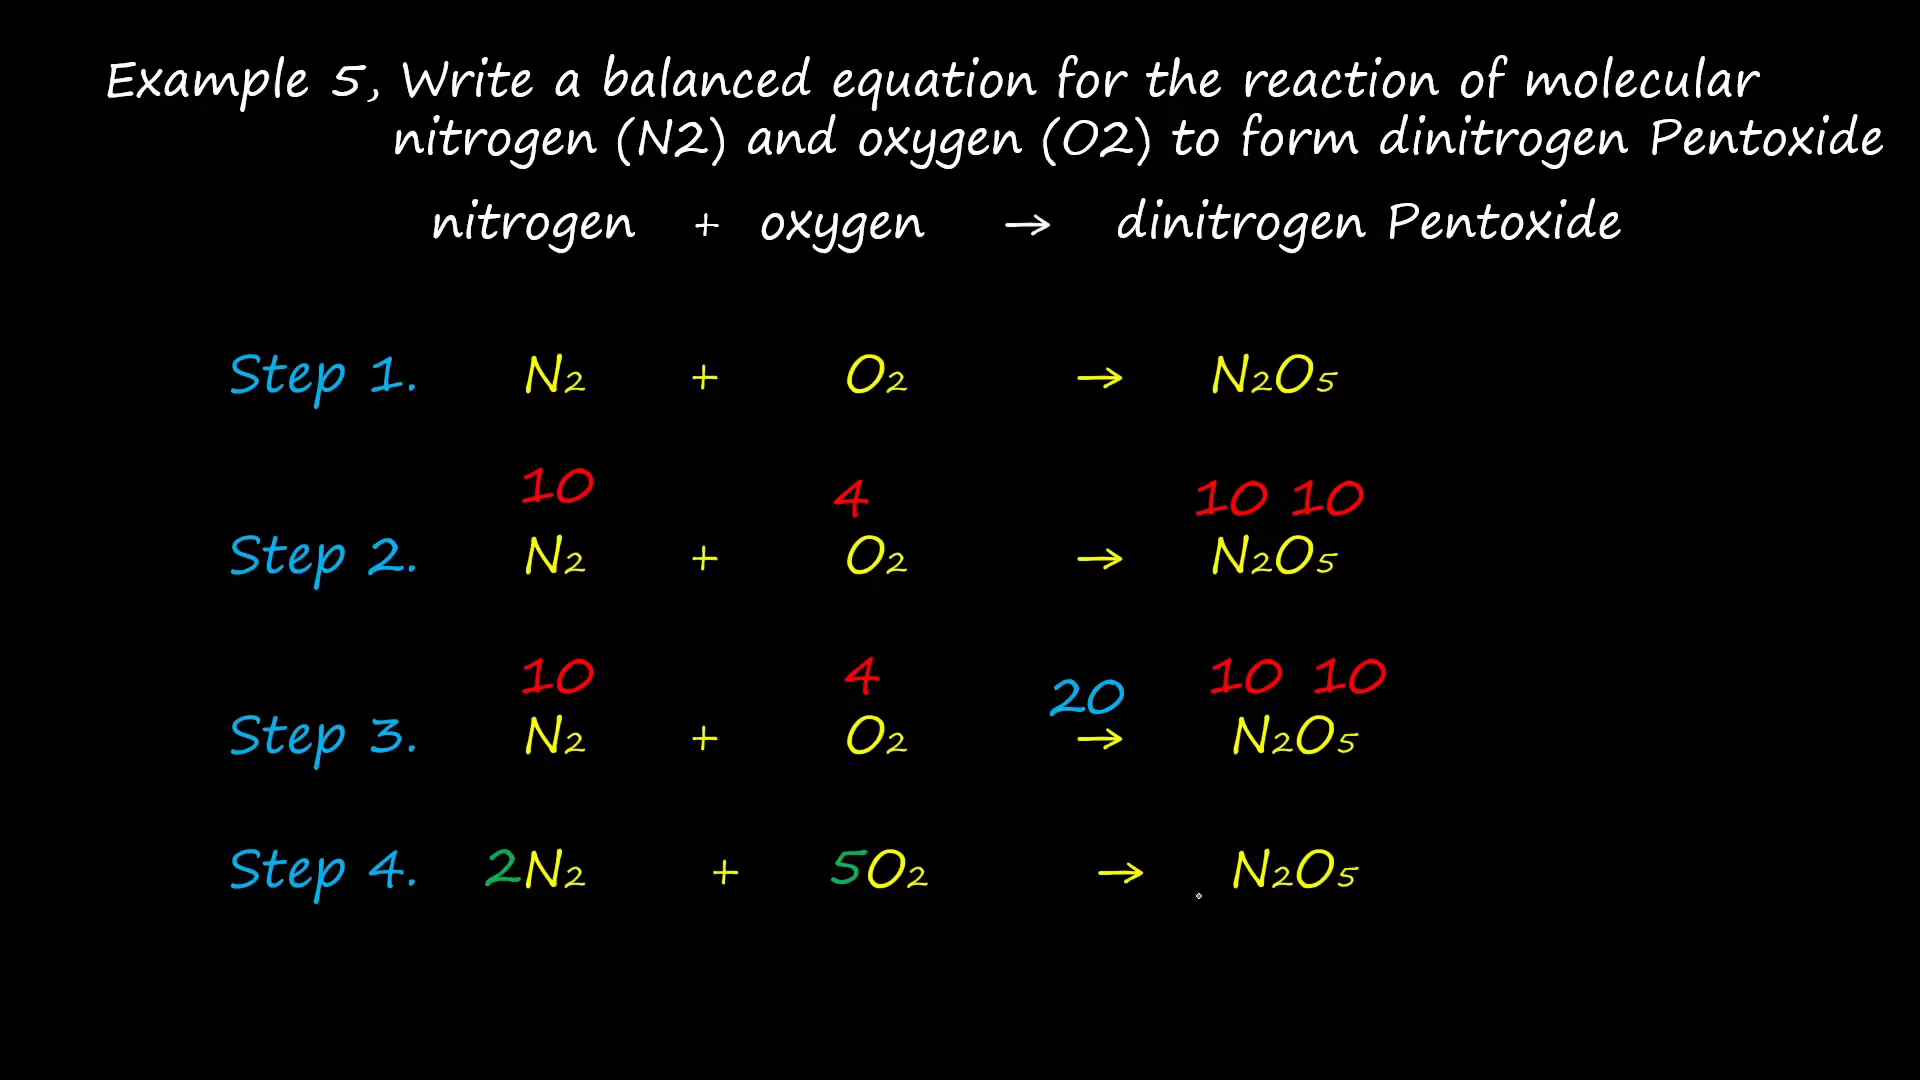 Example 5, Write a balanced equation for the reaction of molecular
nitrogen (N2) and oxygen (O2) to form dinitrogen Pentoxide
nitrogen + oxygen → dinitrogen Pentoxide
Step 1. N2 + O2 → N2O5
10 4 10 10
Step 2. N2 + O2 → N2O5
10 4 20 10 10
Step 3. N2 + O2 → N2O5
Step 4. 2N2 + 5O2 → N2O5